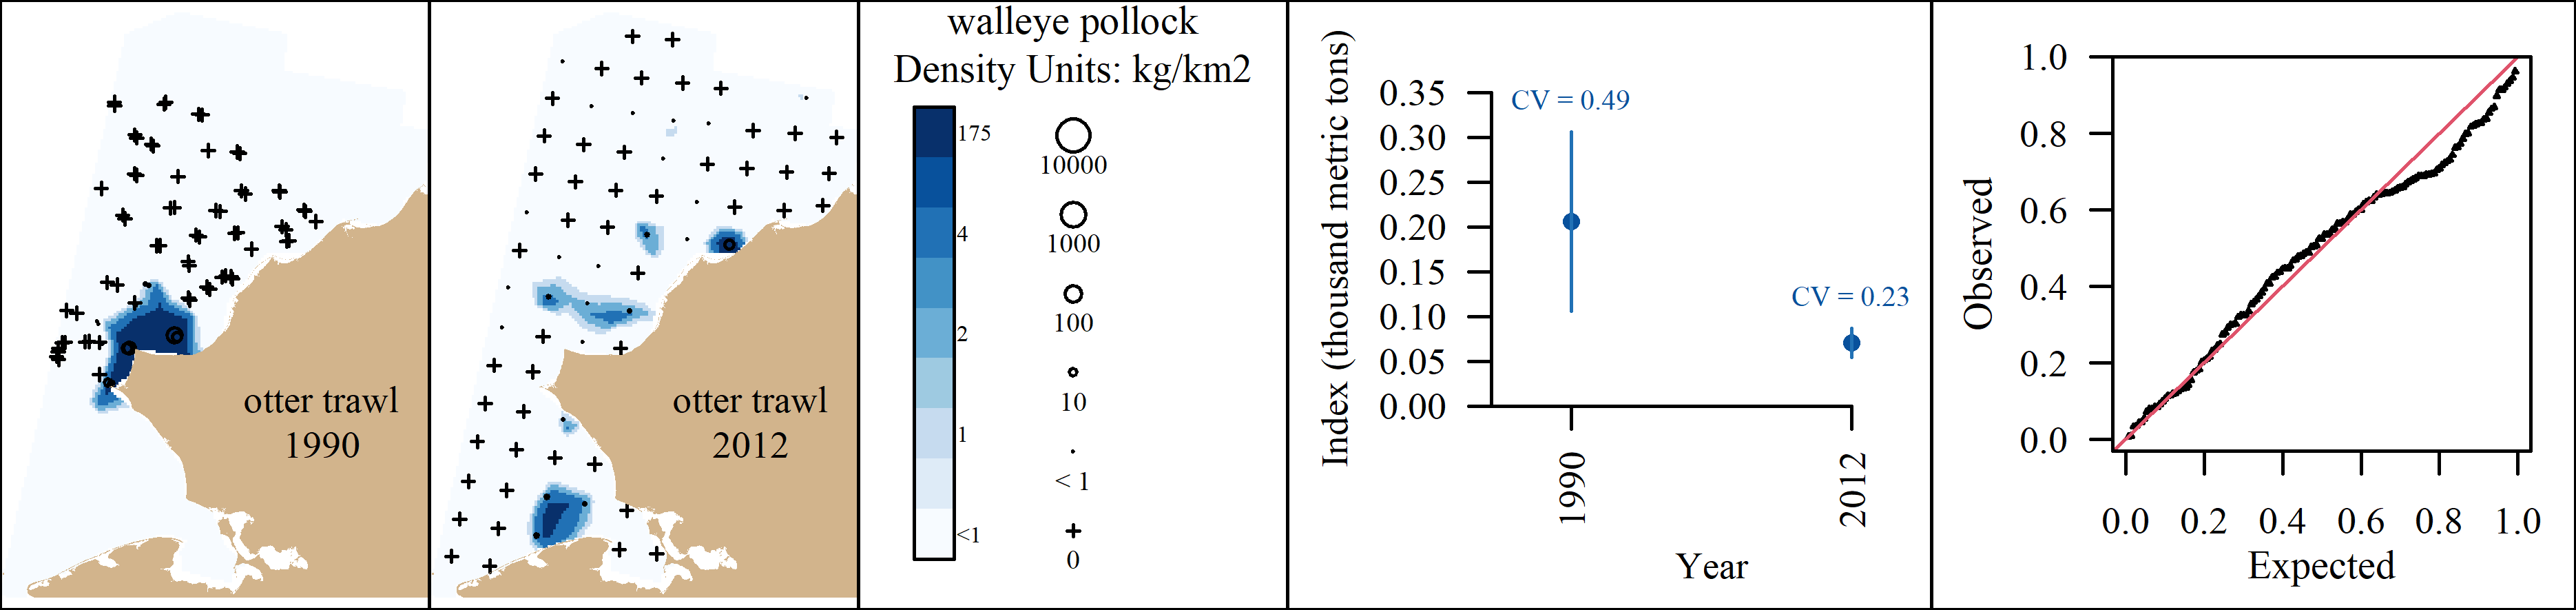 otter trawl
1990
otter trawl
2012
walleye pollock
Density Units: kg/km2
175
4
2
1
<1
10000
1000
100
10
< 1
0
Index (thousand metric tons)
0.35
0.30
0.25
0.20
0.15
0.10
0.05
0.00
CV = 0.49
CV = 0.23
1990
2012
Year
Observed
1.0
0.8
0.6
0.4
0.2
0.0
0.0 0.2 0.4 0.6 0.8 1.0
Expected